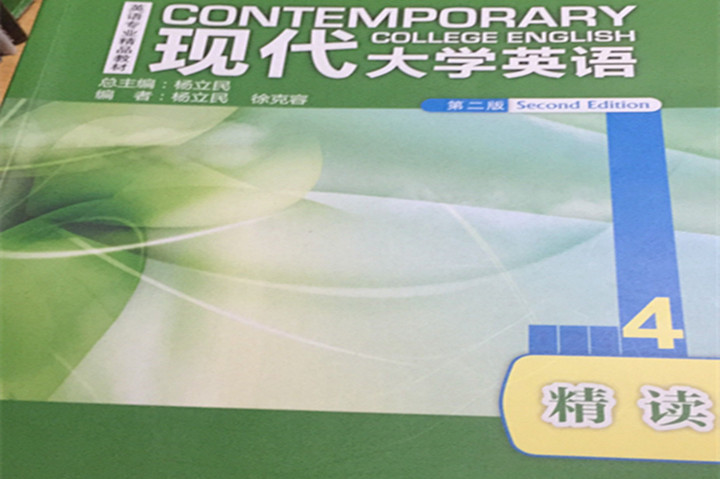 英语专业精品教材
CONTEMPORARY
COLLEGE ENGLISH
现代大学英语
总主编：杨立民
编 者：杨立民 徐克容
第二版 Second Edition
4
精读